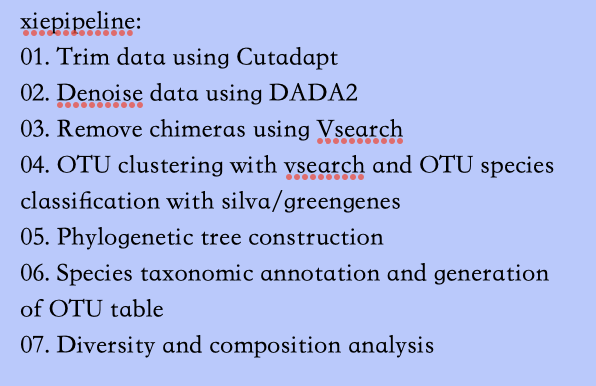 xiepipeline:
01. Trim data using Cutadapt
02. Denoise data using DADA2
03. Remove chimeras using Vsearch
04. OTU clustering with vsearch and OTU species
classification with silva/greengenes
05. Phylogenetic tree construction
06. Species taxonomic annotation and generation
of OTU table
07. Diversity and composition analysis